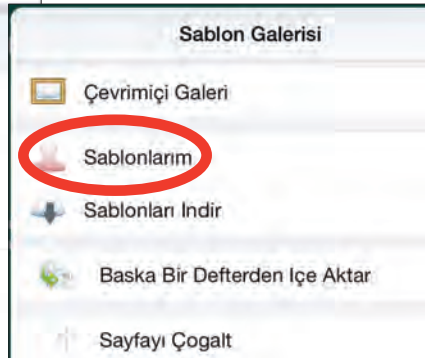 Sablon Galerisi
Çevrimiçi Galeri
Sablonlarım
Sablonları Indir
Baska Bir Defterden Içe Aktar
Sayfayı Çogalt